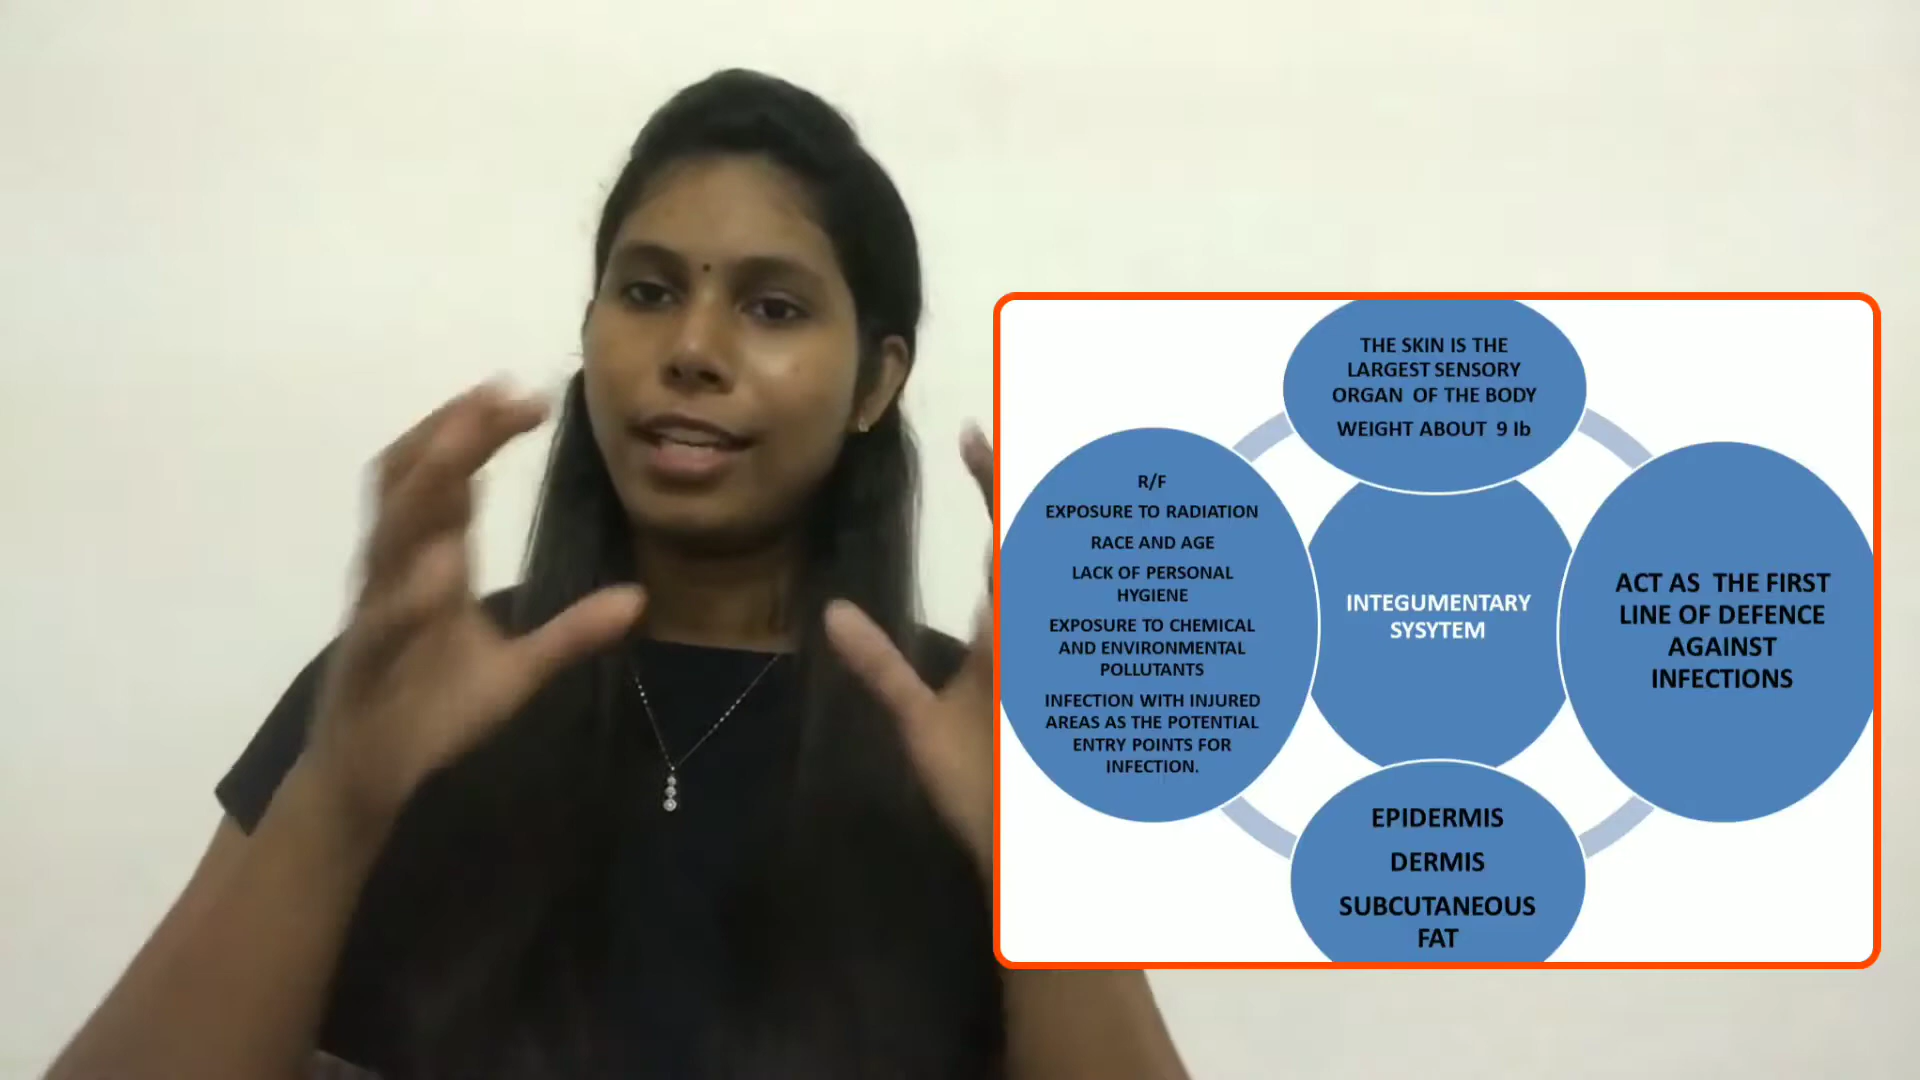 THE SKIN IS THE
LARGEST SENSORY
ORGAN OF THE BODY
WEIGHT ABOUT 9 lb
R/F
EXPOSURE TO RADIATION
RACE AND AGE
LACK OF PERSONAL
HYGIENE
EXPOSURE TO CHEMICAL
AND ENVIRONMENTAL
POLLUTANTS
INFECTION WITH INJURED
AREAS AS THE POTENTIAL
ENTRY POINTS FOR
INFECTION.
INTEGUMENTARY
SYSYTEM
ACT AS THE FIRST
LINE OF DEFENCE
AGAINST
INFECTIONS
EPIDERMIS
DERMIS
SUBCUTANEOUS
FAT